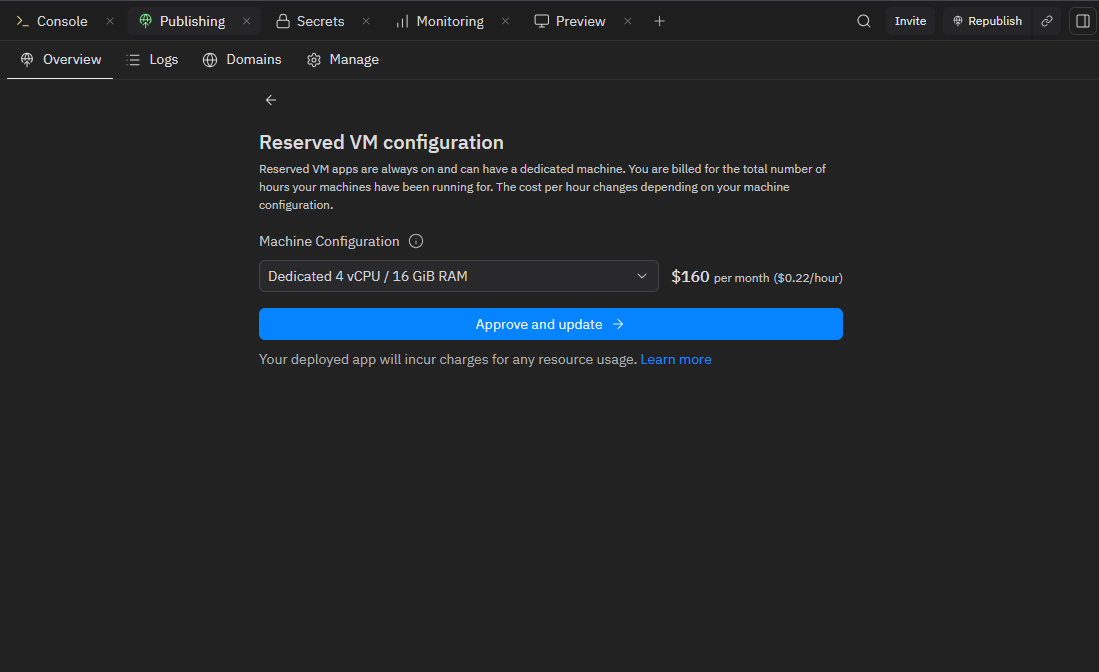 Console
Publishing
Secrets
Monitoring
Preview
Invite
Republish
Overview
Logs
Domains
Manage
Reserved VM configuration
Reserved VM apps are always on and can have a dedicated machine. You are billed for the total number of
hours your machines have been running for. The cost per hour changes depending on your machine
configuration.
Machine Configuration
Dedicated 4 vCPU / 16 GiB RAM
$160 per month ($0.22/hour)
Approve and update
Your deployed app will incur charges for any resource usage. Learn more